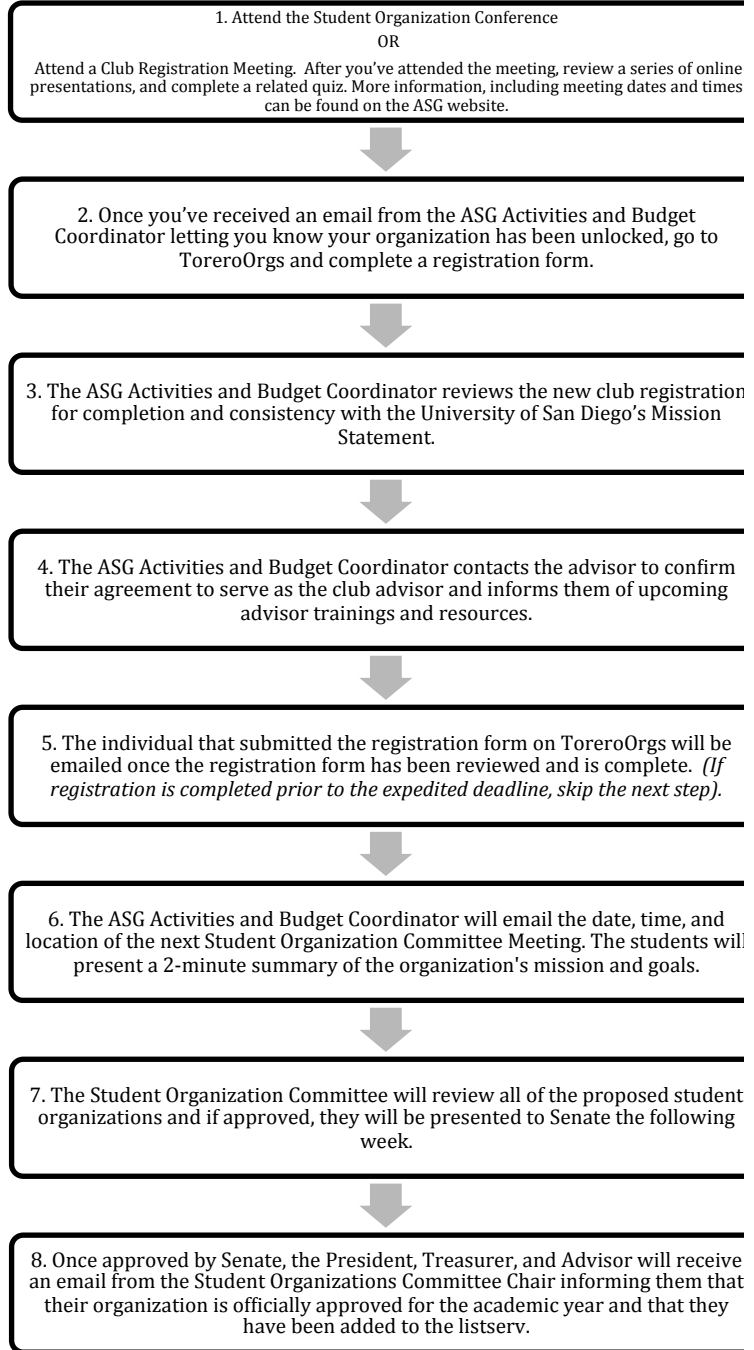 1. Attend the Student Organization Conference
OR
Attend a Club Registration Meeting.  After you’ve attended the meeting, review a series of online
presentations, and complete a related quiz. More information, including meeting dates and times
can be found on the ASG website.
2. Once you’ve received an email from the ASG Activities and Budget
Coordinator letting you know your organization has been unlocked, go to
ToreroOrgs and complete a registration form.
3. The ASG Activities and Budget Coordinator reviews the new club registration
for completion and consistency with the University of San Diego’s Mission
Statement.
4. The ASG Activities and Budget Coordinator contacts the advisor to confirm
their agreement to serve as the club advisor and informs them of upcoming
advisor trainings and resources.
5. The individual that submitted the registration form on ToreroOrgs will be
emailed once the registration form has been reviewed and is complete.  (If
registration is completed prior to the expedited deadline, skip the next step).
6. The ASG Activities and Budget Coordinator will email the date, time, and
location of the next Student Organization Committee Meeting. The students will
present a 2-minute summary of the organization's mission and goals.
7. The Student Organization Committee will review all of the proposed student
organizations and if approved, they will be presented to Senate the following
week.
8. Once approved by Senate, the President, Treasurer, and Advisor will receive
an email from the Student Organizations Committee Chair informing them that
their organization is officially approved for the academic year and that they
have been added to the listserv.